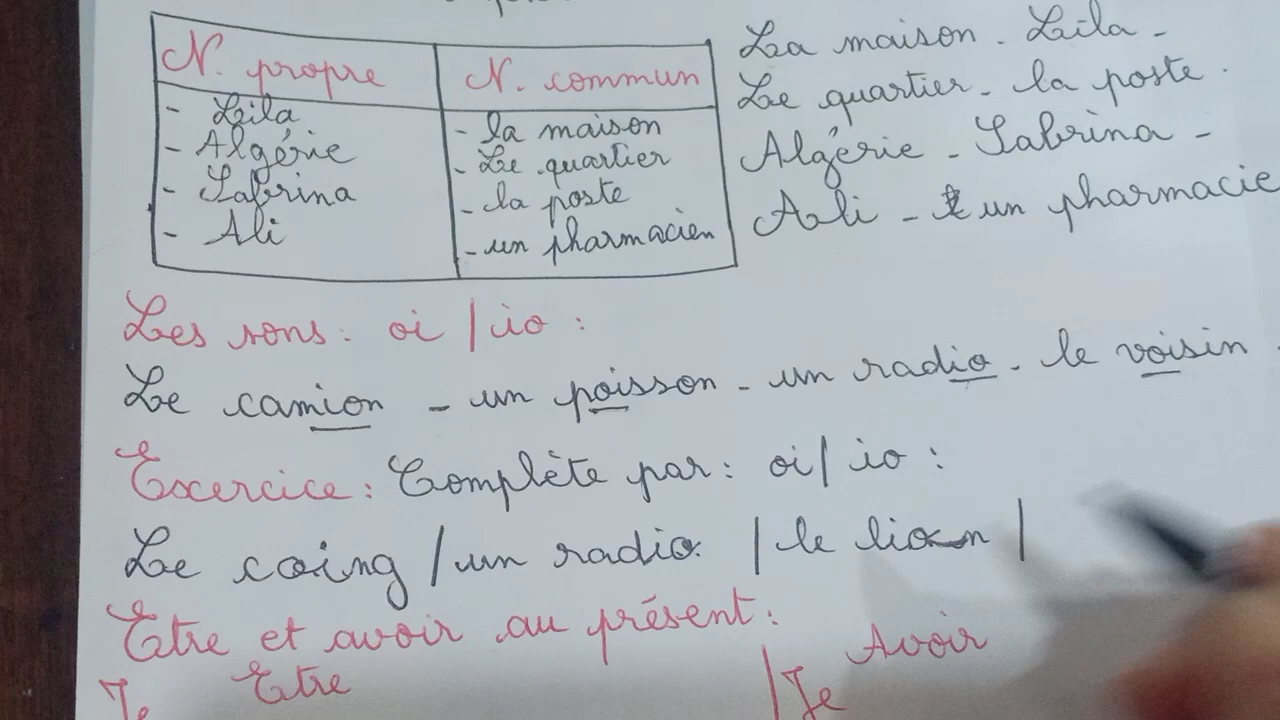 N. propre N. commun
- Leila - la maison
- Algérie - Le quartier
- Sabrina - la poste
- Ali - un pharmacien
La maison. Leila -
Le quartier - la poste.
Algérie - Sabrina -
Ali - un pharmacie
Les sons: oi / io :
Le camion - un poisson - un radio. le voisin.
Exercice: Complète par: oi / io :
Le coing / un radio. / le lion /
Etre et avoir au présent:
Etre Avoir
Je | Je